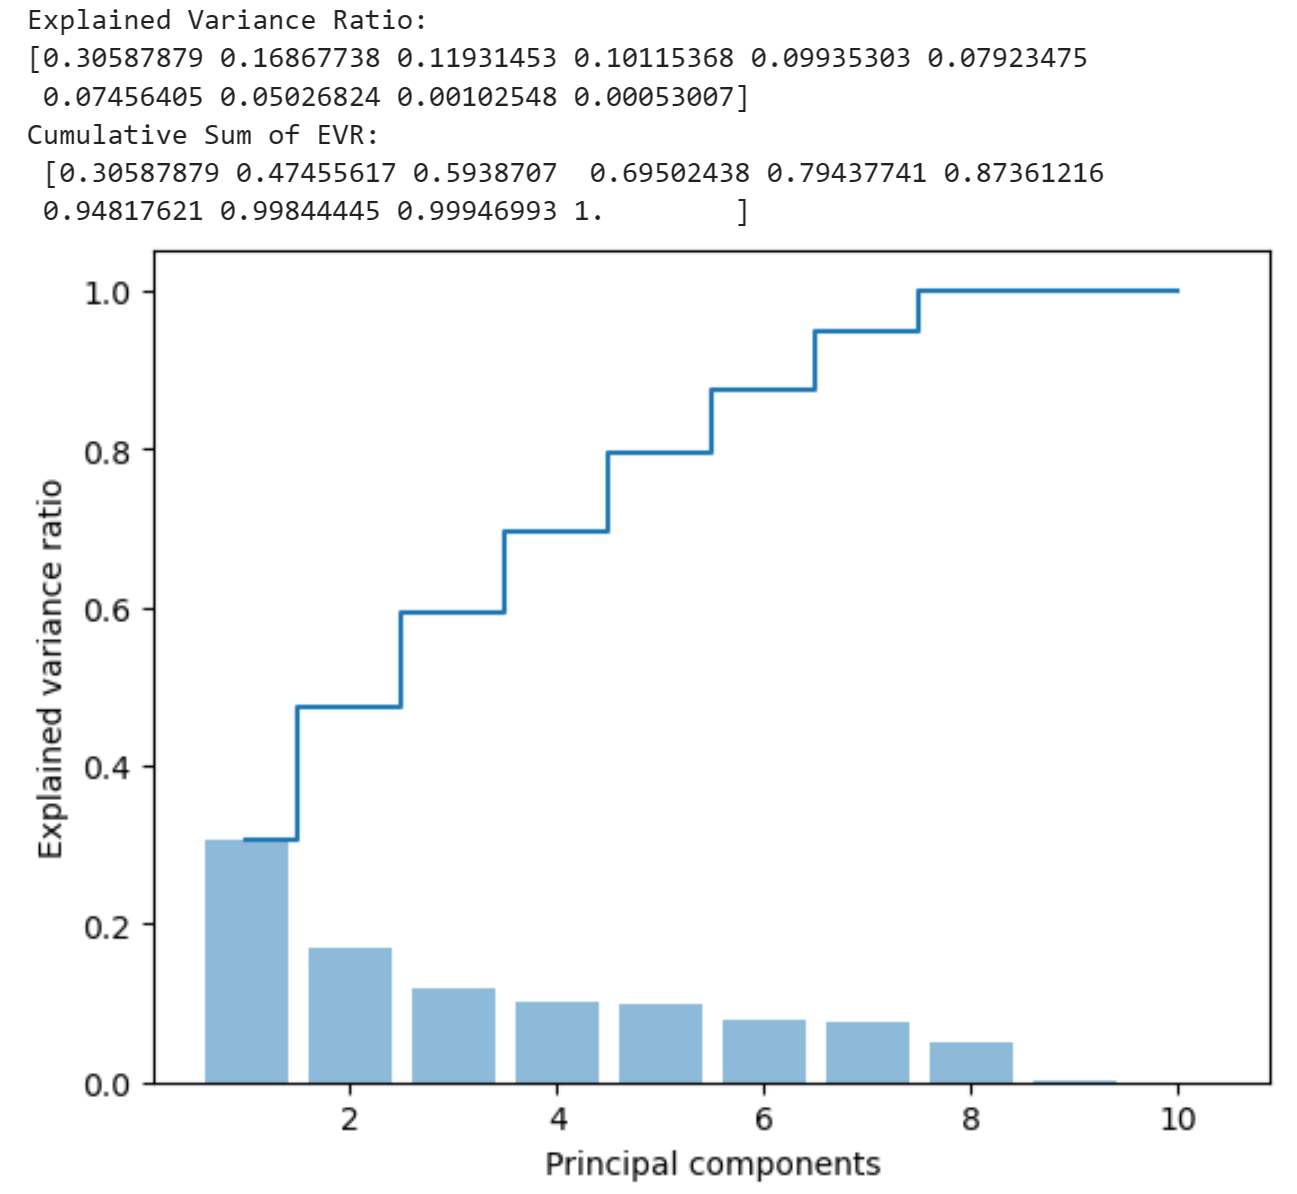 Explained Variance Ratio:
[0.30587879 0.16867738 0.11931453 0.10115368 0.09935303 0.07923475
0.07456405 0.05026824 0.00102548 0.00053007]
Cumulative Sum of EVR:
[0.30587879 0.47455617 0.5938707  0.69502438 0.79437741 0.87361216
0.94817621 0.99844445 0.99946993 1.        ]
1.0
0.8
0.6
0.4
0.2
0.0
Explained variance ratio
2 4 6 8 10
Principal components